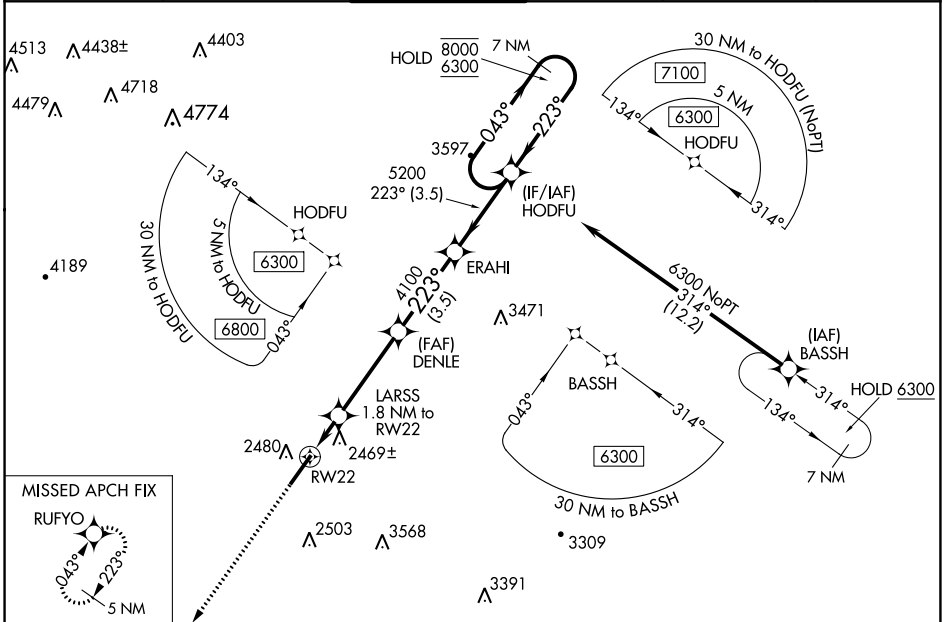 4513
4438±
4403
4479
4718
4774
HOLD 8000
6300
7 NM
043°
223°
3597
5200
223° (3.5)
(IF/IAF)
HODFU
30 NM to HODFU (NoPT)
7100
5 NM
6300
HODFU
134°
314°
134°
HODFU
5 NM to HODFU
6300
30 NM to HODFU
6800
043°
4189
ERAHI
4100
223°
(3.5)
3471
(FAF)
DENLE
6300 NoPT
314°
(12.2)
(IAF)
BASSH
HOLD 6300
314°
134°
7 NM
BASSH
043°
314°
6300
30 NM to BASSH
LARSS
1.8 NM to
RW22
2480
2469±
RW22
2503
3568
3309
3391
MISSED APCH FIX
RUFYO
043°
223°
5 NM